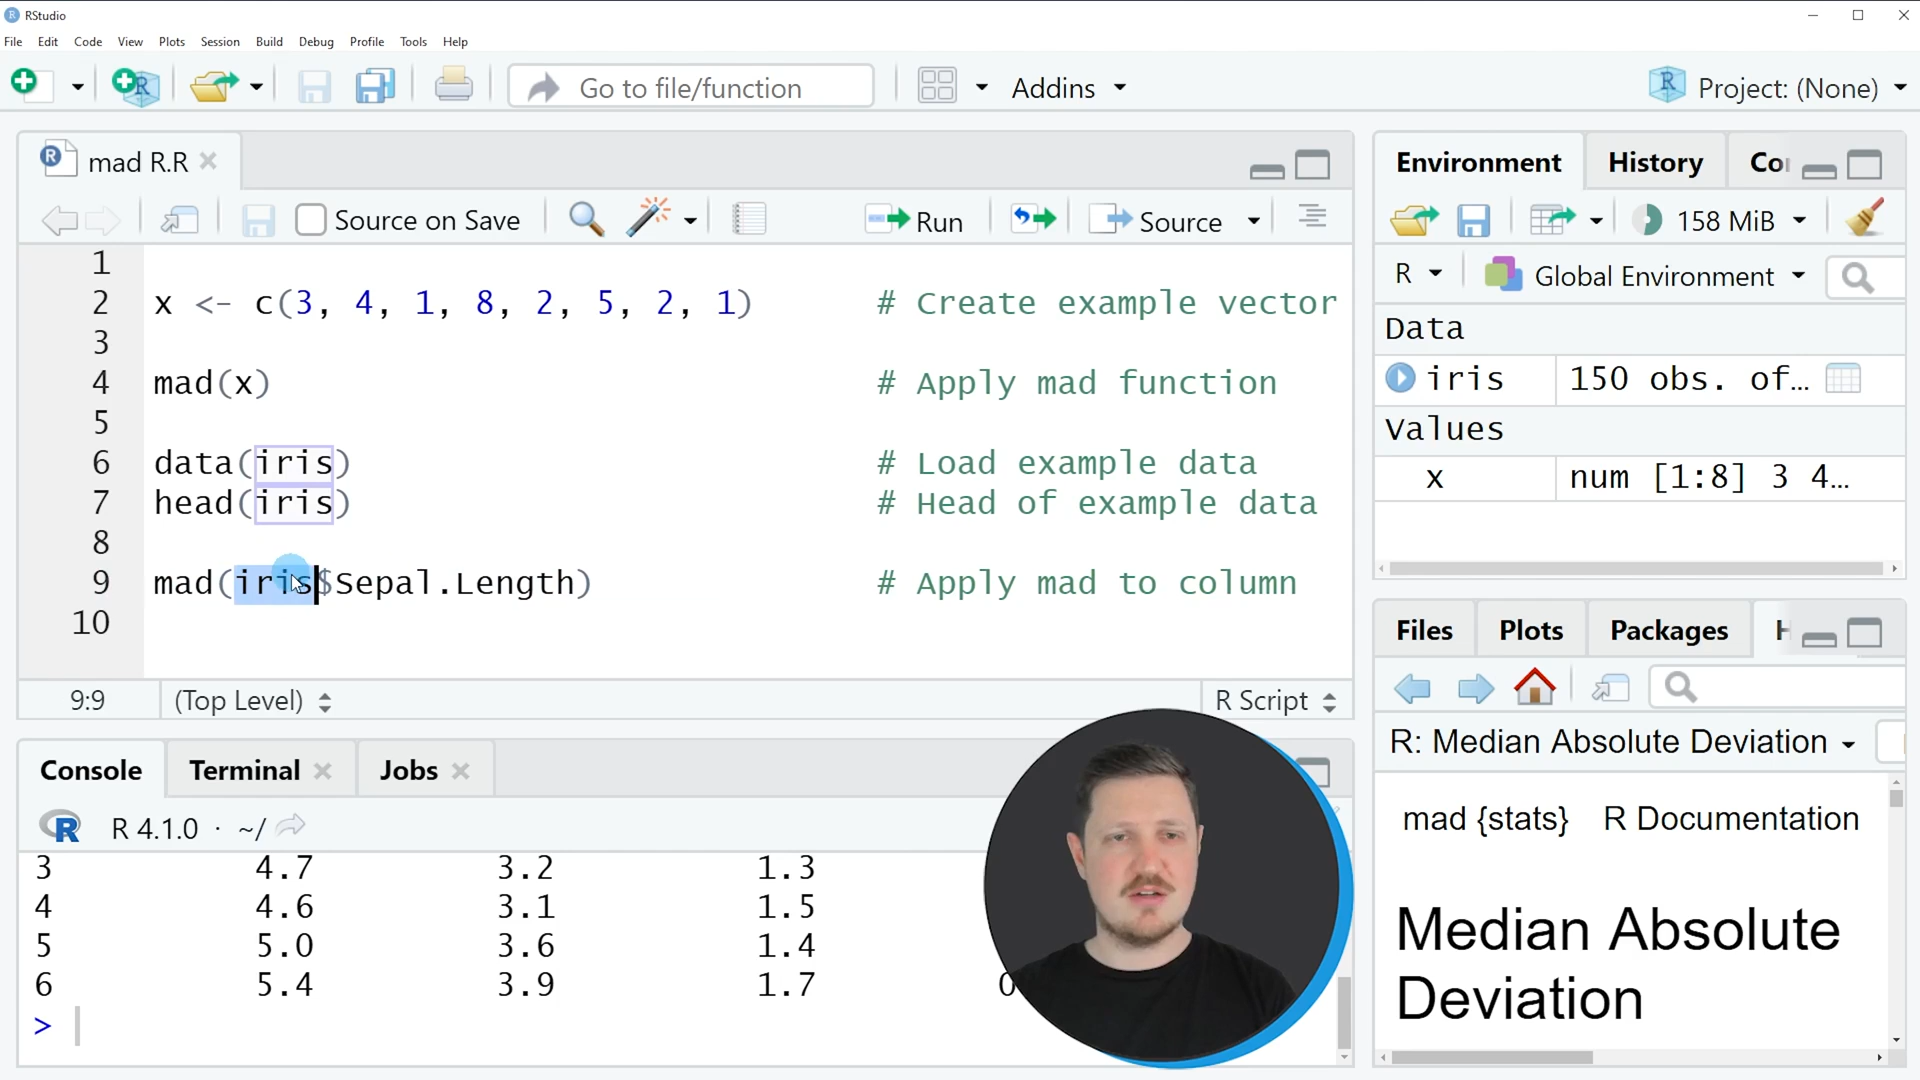 RStudio
File Edit Code View Plots Session Build Debug Profile Tools Help
Go to file/function Addins Project: (None)
mad R.R
Source on Save Run Source
1
2 x <- c(3, 4, 1, 8, 2, 5, 2, 1) # Create example vector
3
4 mad(x) # Apply mad function
5
6 data(iris) # Load example data
7 head(iris) # Head of example data
8
9 mad(iris$Sepal.Length) # Apply mad to column
10
9:9 (Top Level) R Script
Console Terminal Jobs
R 4.1.0 · ~/
3 4.7 3.2 1.3
4 4.6 3.1 1.5
5 5.0 3.6 1.4
6 5.4 3.9 1.7 0
>
Environment History Co
158 MiB
R Global Environment
Data
iris 150 obs. of…
Values
x num [1:8] 3 4…
Files Plots Packages H
R: Median Absolute Deviation
mad {stats} R Documentation
Median Absolute
Deviation